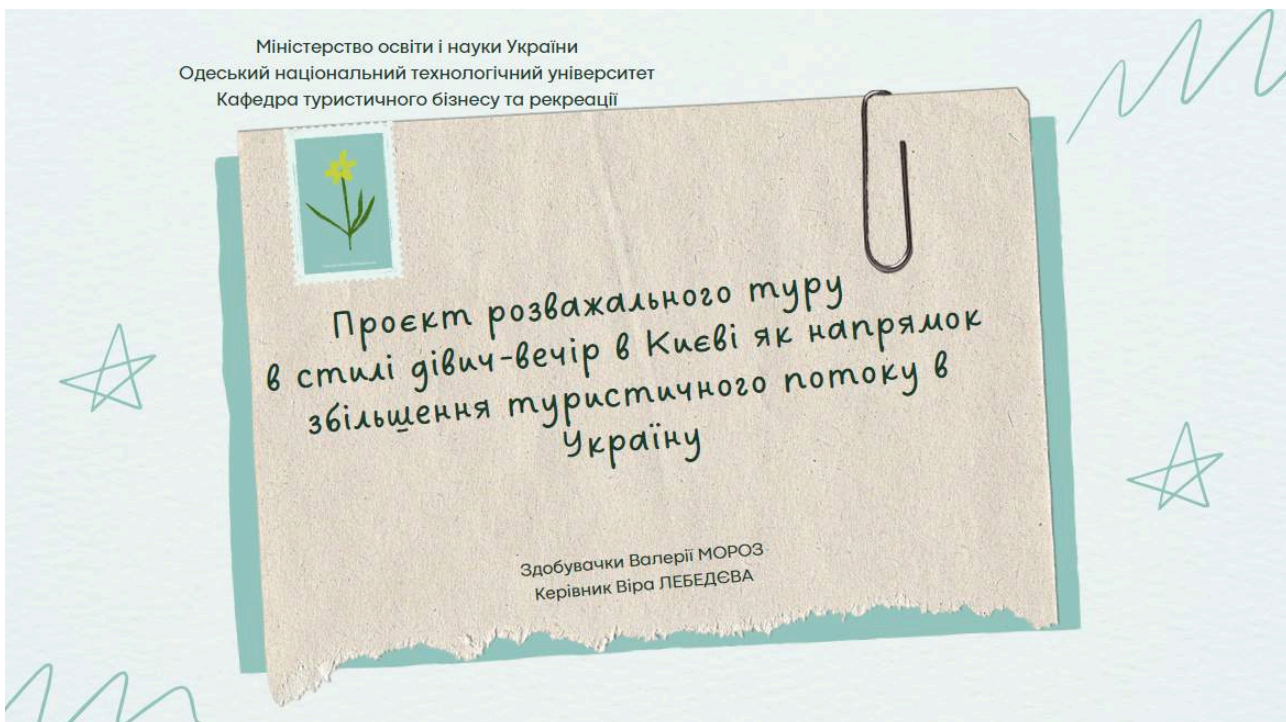 Міністерство освіти і науки України
Одеський національний технологічний університет
Кафедра туристичного бізнесу та рекреації
Проєкт розважального туру
в стилі дівич-вечір в Києві як напрямок
збільшення туристичного потоку в
Україну
Здобувачки Валерії МОРОЗ
Керівник Віра ЛЕБЕДЄВА